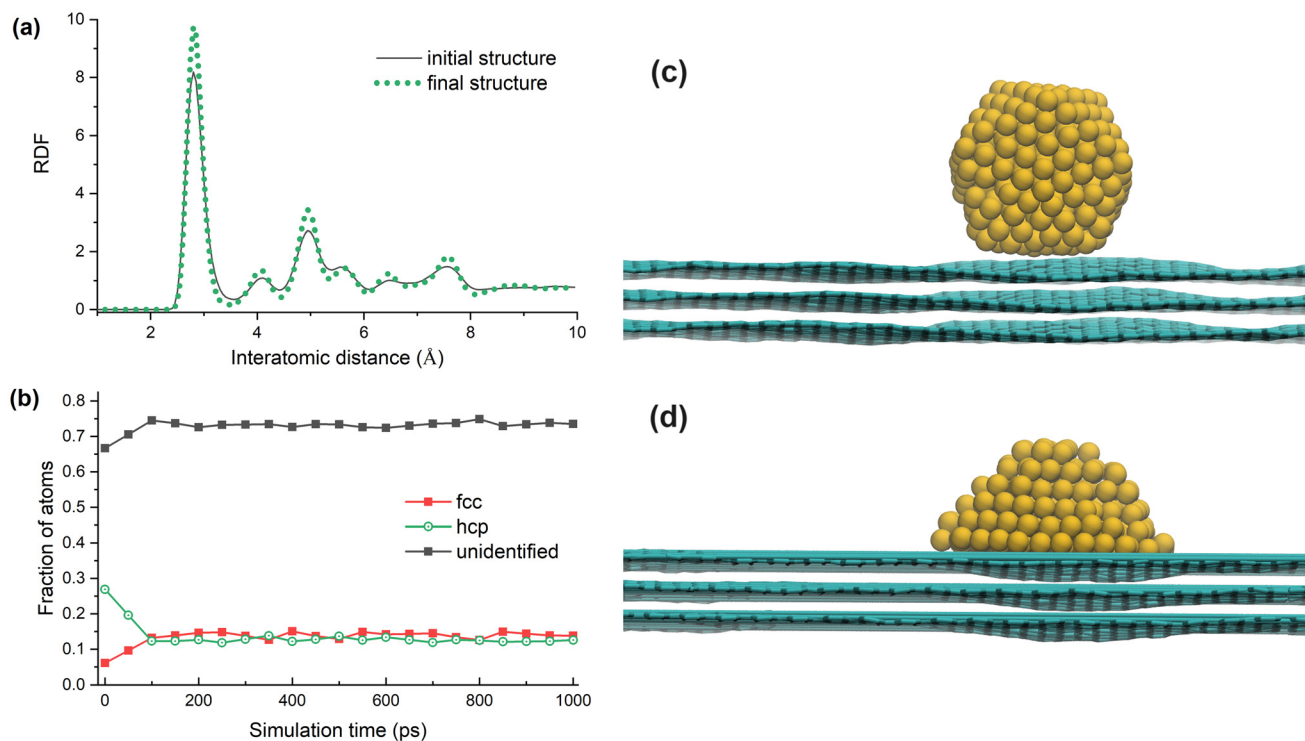 (a)
10
8
6
4
2
0
RDF
initial structure
final structure
2
4
6
8
10
Interatomic distance (Å)
(b)
0.8
0.7
0.6
0.5
0.4
0.3
0.2
0.1
0.0
Fraction of atoms
fcc
hcp
unidentified
0
200
400
600
800
1000
Simulation time (ps)
(c)
(d)